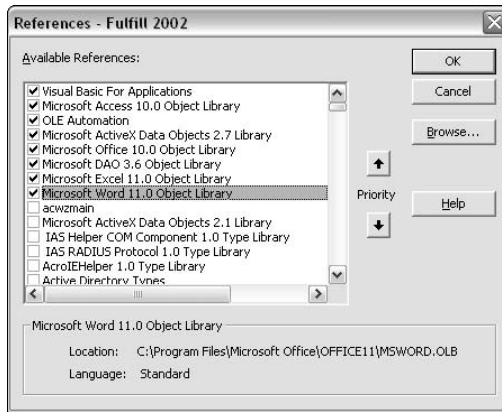 References - Fulfill 2002
Available References:
Visual Basic For Applications
Microsoft Access 10.0 Object Library
OLE Automation
Microsoft ActiveX Data Objects 2.7 Library
Microsoft Office 10.0 Object Library
Microsoft DAO 3.6 Object Library
Microsoft Excel 11.0 Object Library
Microsoft Word 11.0 Object Library
acwzmain
Microsoft ActiveX Data Objects 2.1 Library
IAS Helper COM Component 1.0 Type Library
IAS RADIUS Protocol 1.0 Type Library
AcroIEHelper 1.0 Type Library
Active Directory Types
OK
Cancel
Browse...
Priority
Help
Microsoft Word 11.0 Object Library
Location: C:\Program Files\Microsoft Office\OFFICE11\MSWORD.OLB
Language: Standard